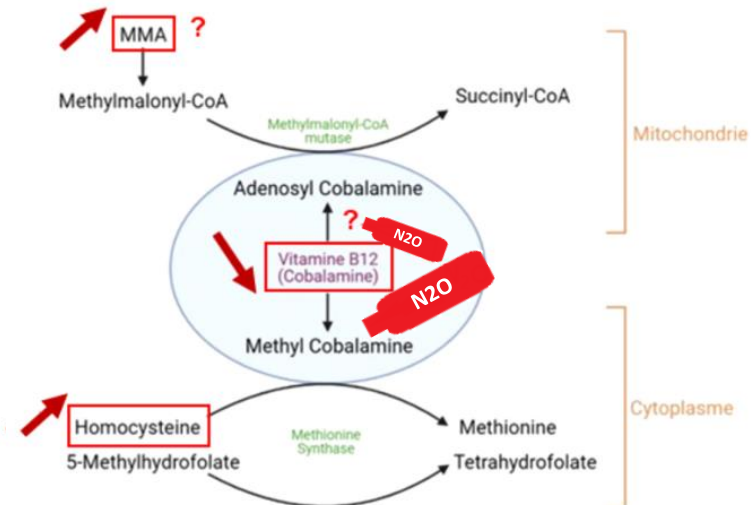 MMA ?
Methylmalonyl-CoA
Succinyl-CoA
Methylmalonyl-CoA
mutase
Mitochondrie
Adenosyl Cobalamine
?
N2O
Vitamine B12
(Cobalamine)
N2O
Methyl Cobalamine
Homocysteine
Methionine
Cytoplasme
Methionine
Synthase
5-Methylhydrofolate
Tetrahydrofolate